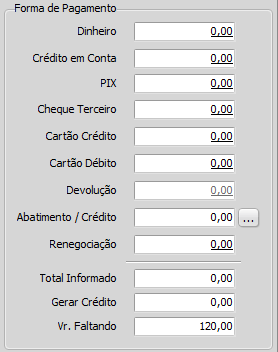 Forma de Pagamento
Dinheiro 0,00
Crédito em Conta 0,00
PIX 0,00
Cheque Terceiro 0,00
Cartão Crédito 0,00
Cartão Débito 0,00
Devolução 0,00
Abatimento / Crédito 0,00 ...
Renegociação 0,00
Total Informado 0,00
Gerar Crédito 0,00
Vr. Faltando 120,00